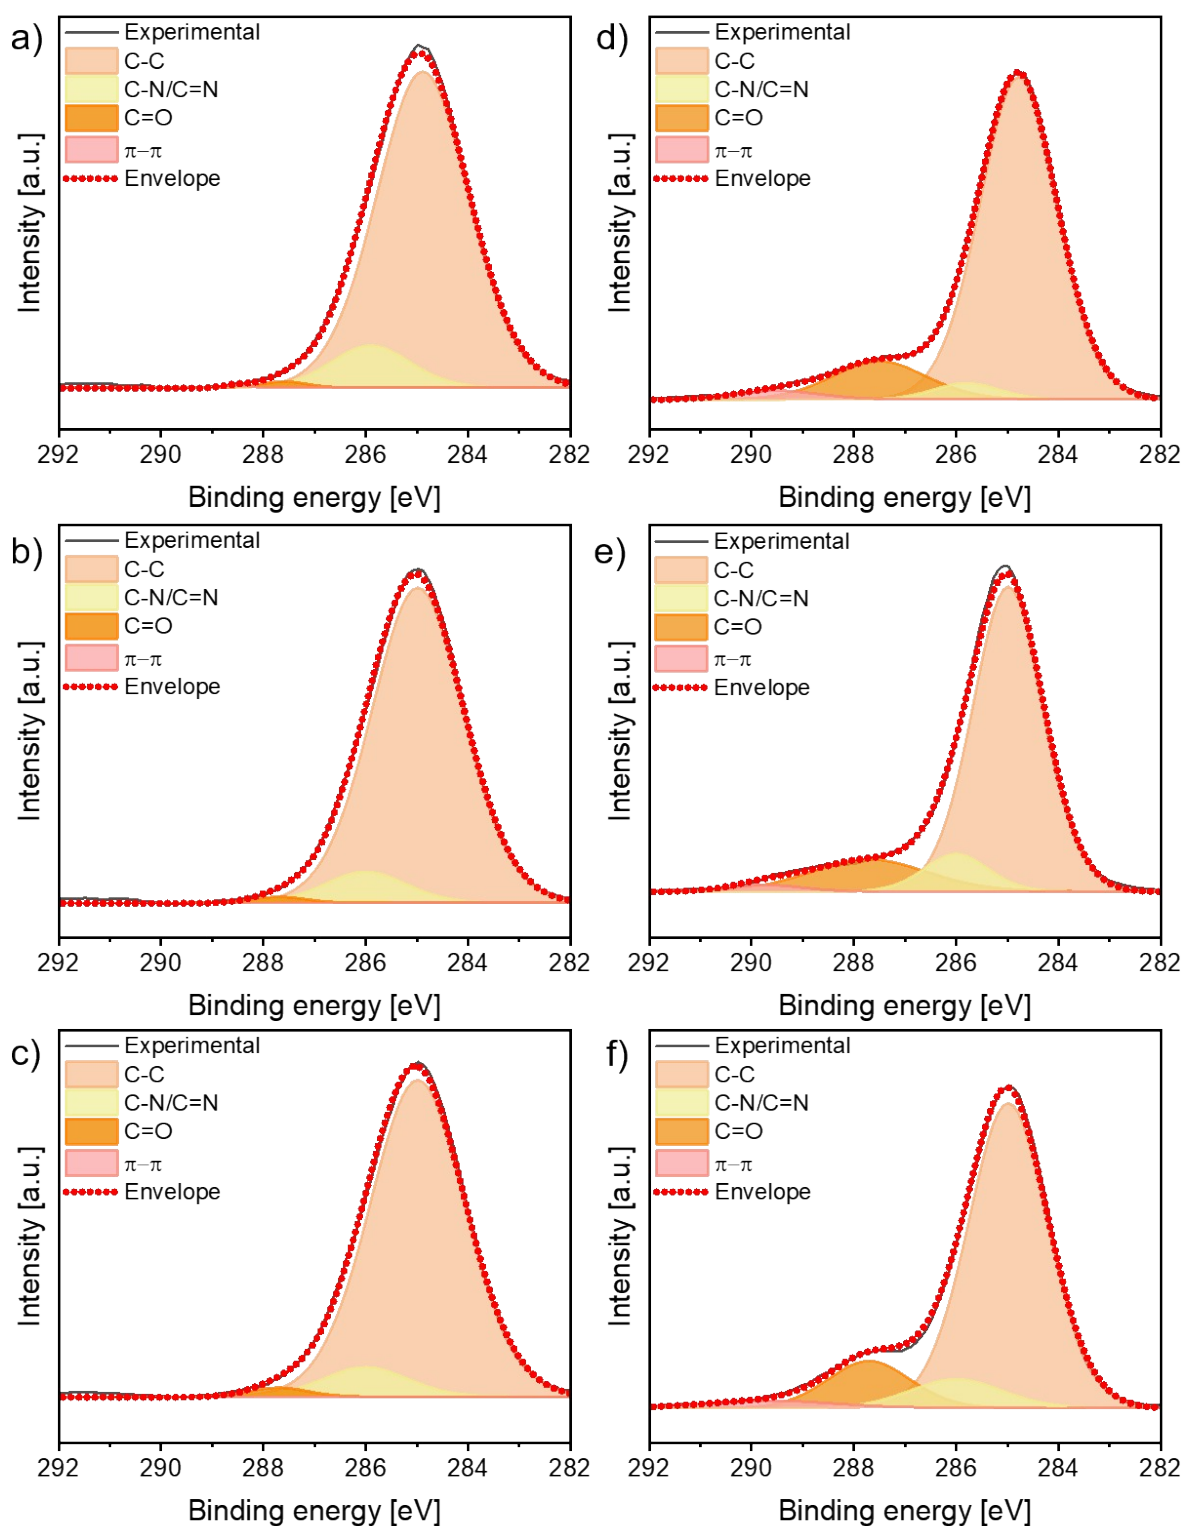 a)
Experimental
C-C
C-N/C=N
C=O
π−π
Envelope
Intensity [a.u.]
292 290 288 286 284 282
Binding energy [eV]
d)
Experimental
C-C
C-N/C=N
C=O
π−π
Envelope
Intensity [a.u.]
292 290 288 286 284 282
Binding energy [eV]
b)
Experimental
C-C
C-N/C=N
C=O
π−π
Envelope
Intensity [a.u.]
292 290 288 286 284 282
Binding energy [eV]
e)
Experimental
C-C
C-N/C=N
C=O
π−π
Envelope
Intensity [a.u.]
292 290 288 286 284 282
Binding energy [eV]
c)
Experimental
C-C
C-N/C=N
C=O
π−π
Envelope
Intensity [a.u.]
292 290 288 286 284 282
Binding energy [eV]
f)
Experimental
C-C
C-N/C=N
C=O
π−π
Envelope
Intensity [a.u.]
292 290 288 286 284 282
Binding energy [eV]